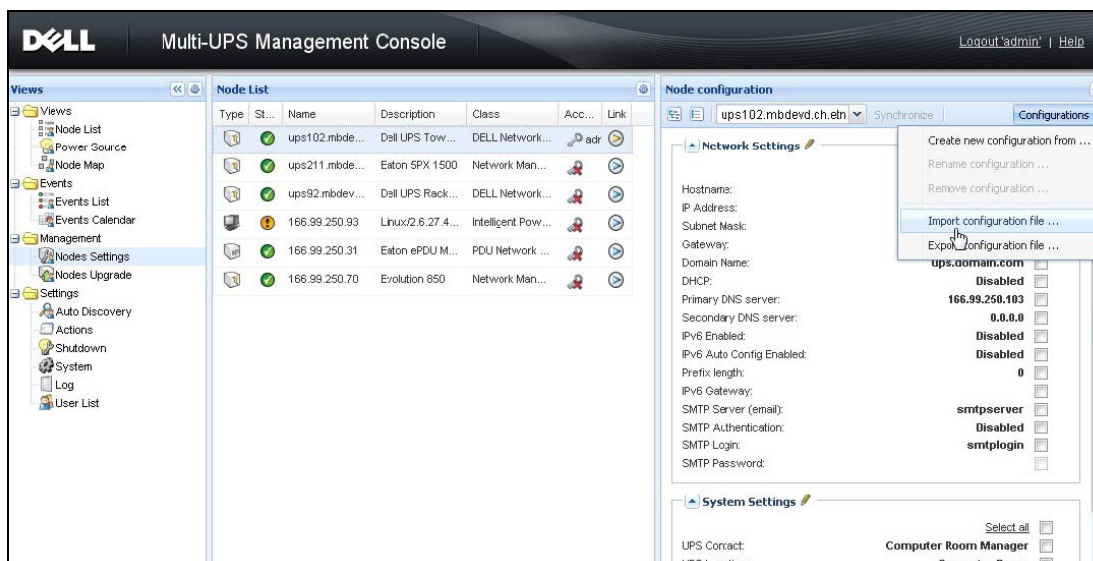 DELL Multi-UPS Management Console Logout 'admin' | Help
Views
Views
Node List
Power Source
Node Map
Events
Events List
Events Calendar
Management
Nodes Settings
Nodes Upgrade
Settings
Auto Discovery
Actions
Shutdown
System
Log
User List
Node List
Type St... Name Description Class Acc... Link
ups102.mbde... Dell UPS Tow... DELL Network... adr
ups211.mbde... Eaton 5PX 1500 Network Man...
ups92.mbdev... Dell UPS Rack... DELL Network...
166.99.250.93 Linux/2.6.27.4... Intelligent Pow...
166.99.250.31 Eaton ePDU M... PDU Network ...
166.99.250.70 Evolution 850 Network Man...
Node configuration
ups102.mbdevd.ch.etn Synchronize Configurations
Create new configuration from ...
Rename configuration ...
Remove configuration ...
Import configuration file ...
Export configuration file ...
Network Settings
Hostname:
IP Address:
Subnet Mask:
Gateway:
Domain Name: ups.domain.com
DHCP: Disabled
Primary DNS server: 166.99.250.103
Secondary DNS server: 0.0.0.0
IPv6 Enabled: Disabled
IPv6 Auto Config Enabled: Disabled
Prefix length: 0
IPv6 Gateway:
SMTP Server (email): smtpserver
SMTP Authentication: Disabled
SMTP Login: smtplogin
SMTP Password:
System Settings
Select all
UPS Contact: Computer Room Manager